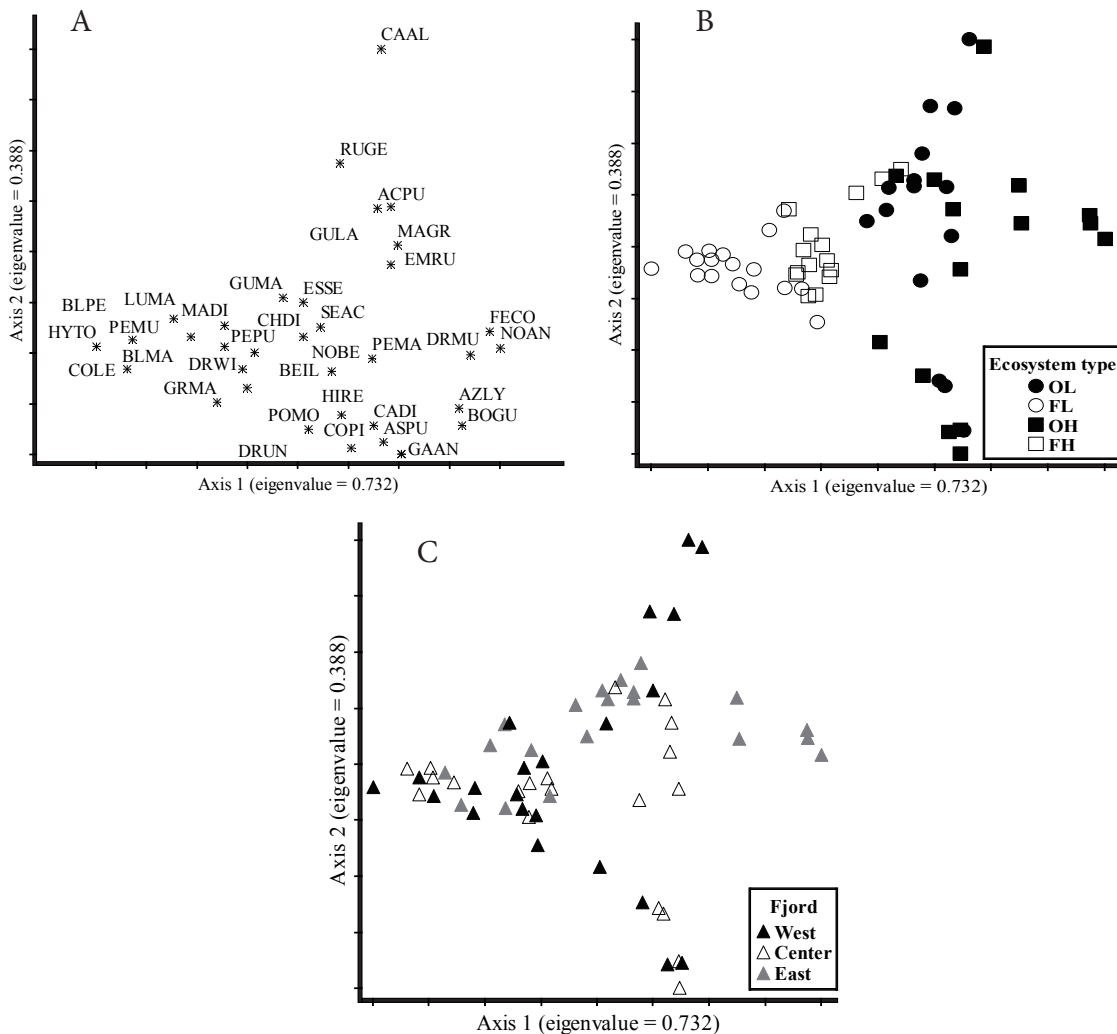 A
CAAL
RUGE
ACPU
GULA
MAGR
EMRU
GUMA
ESSE
BLPE
LUMA
MADI
SEAC
FECO
HYTO
PEMU
CHDI
DRMU
NOAN
PEPU
NOBE
PEMA
COLE
BLMA
DRWI
BEIL
GRMA
HIRE
AZLY
POMO
COPI
CADI
BOGU
ASPU
DRUN
GAAN
Axis 2 (eigenvalue = 0.388)
Axis 1 (eigenvalue = 0.732)
B
Axis 2 (eigenvalue = 0.388)
Ecosystem type
OL
FL
OH
FH
Axis 1 (eigenvalue = 0.732)
C
Axis 2 (eigenvalue = 0.388)
Fjord
West
Center
East
Axis 1 (eigenvalue = 0.732)